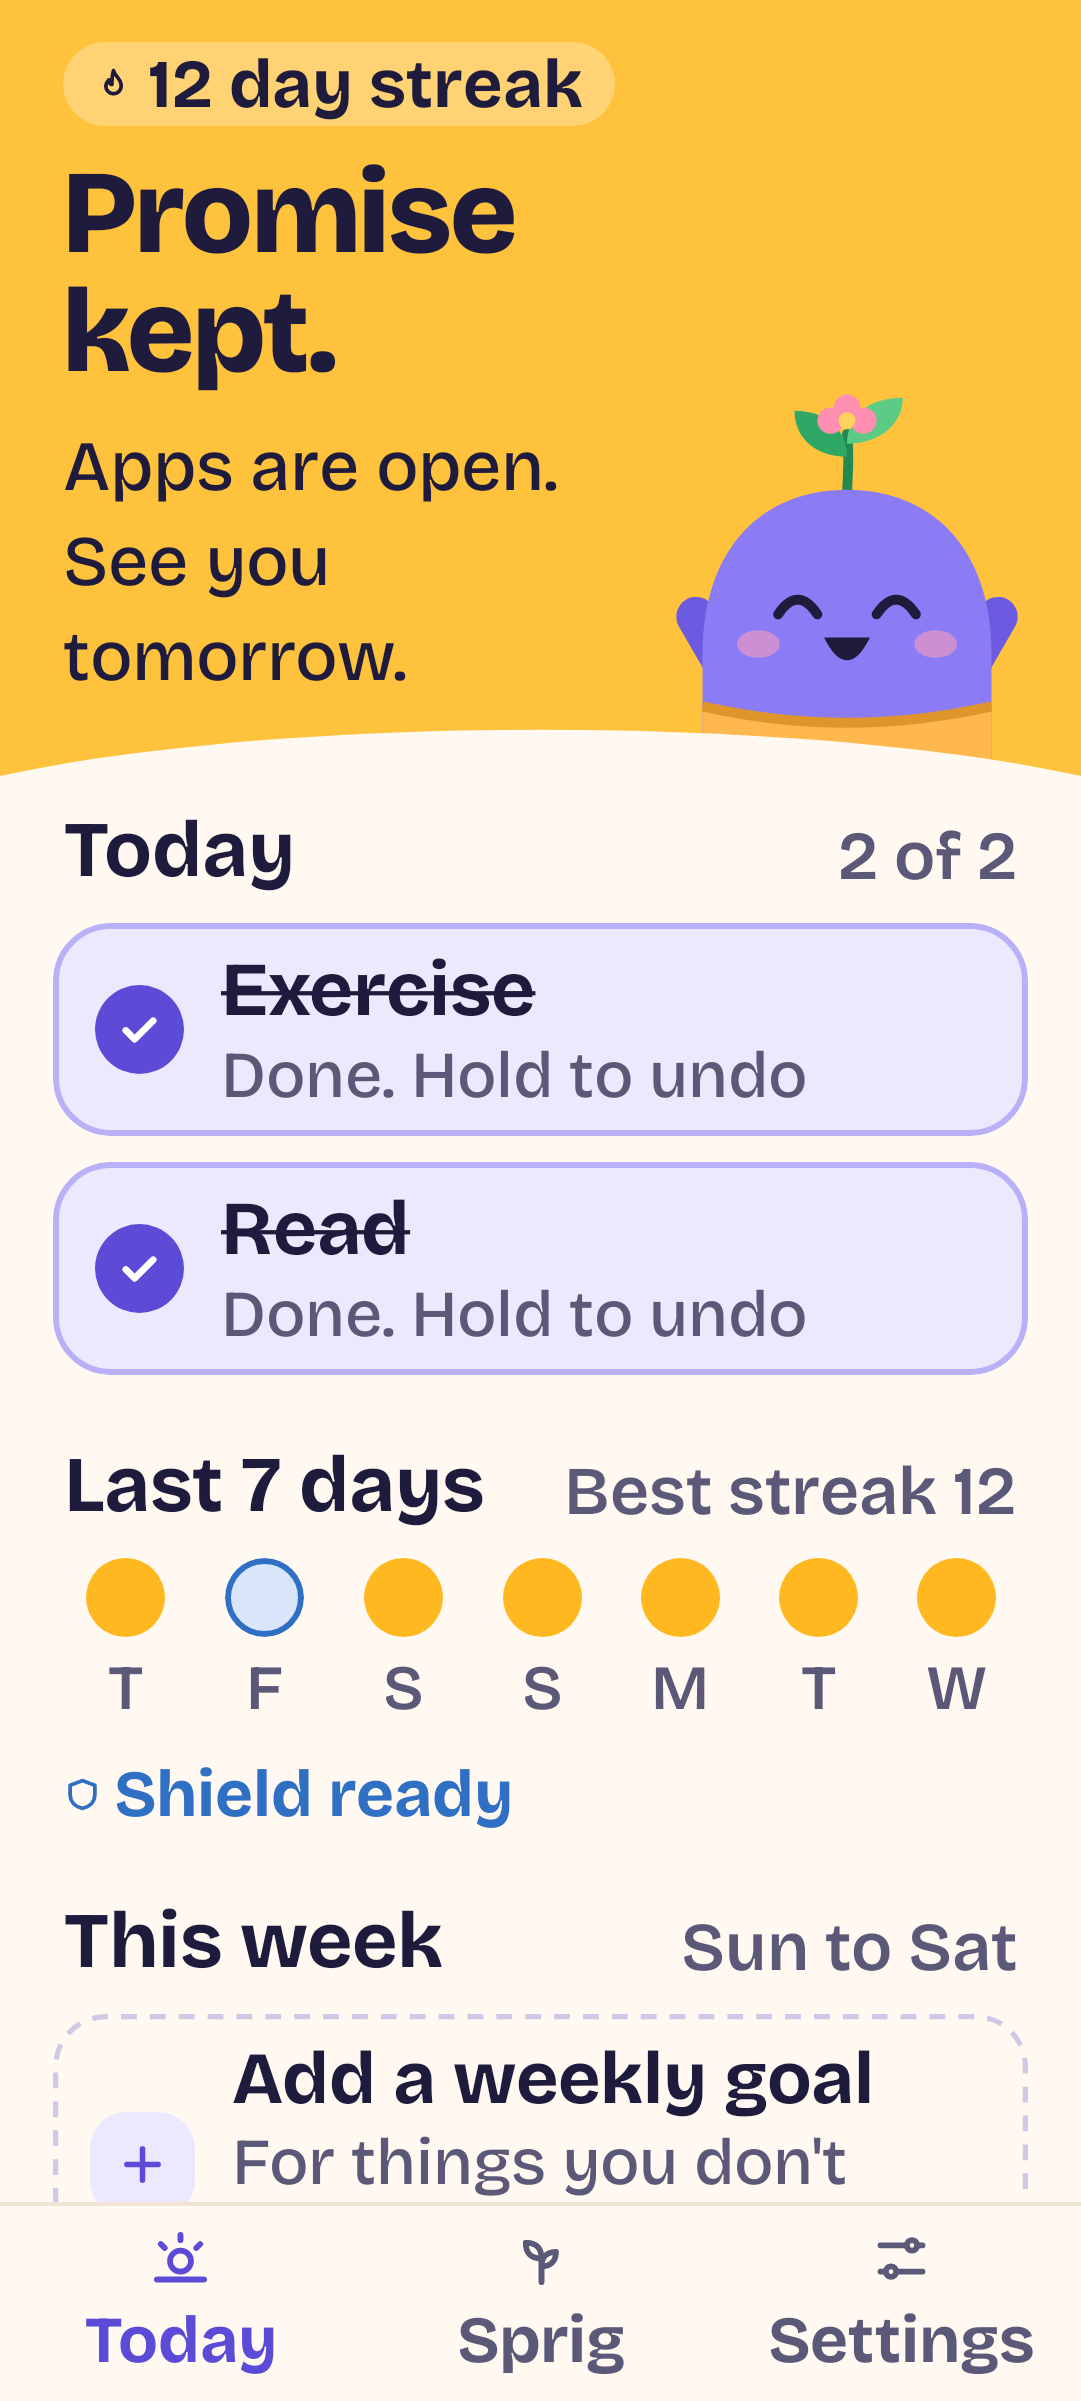 12 day streak
Promise
kept.
Apps are open.
See you
tomorrow.
Today
2 of 2
Exercise
Done. Hold to undo
Read
Done. Hold to undo
Last 7 days
Best streak 12
T F S S M T W
Shield ready
This week
Sun to Sat
Add a weekly goal
For things you don't
Today
Sprig
Settings